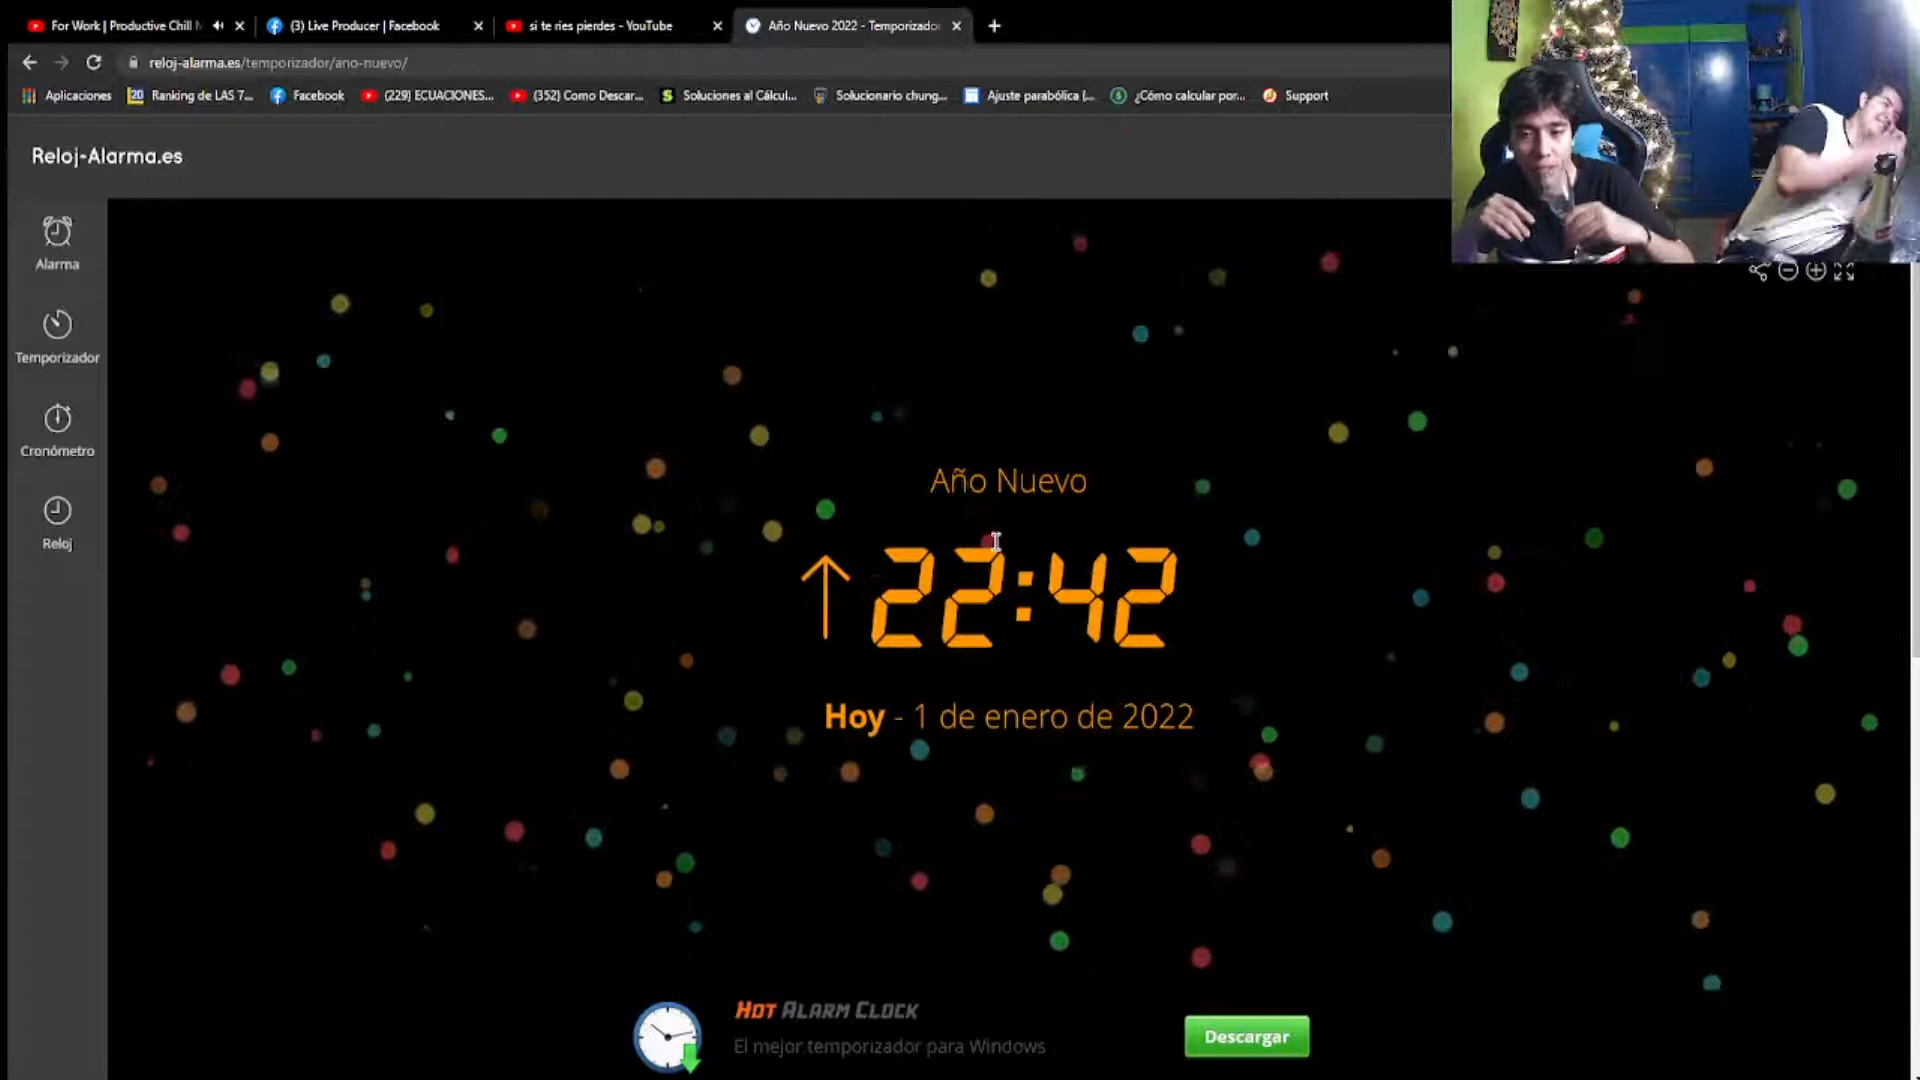 For Work | Productive Chill
(3) Live Producer | Facebook
si te ries pierdes - YouTube
Año Nuevo 2022 - Temporizador
reloj-alarma.es/temporizador/ano-nuevo/
Aplicaciones
Ranking de LAS 7...
Facebook
(229) ECUACIONES...
(352) Como Descar...
Soluciones al Cálcul...
Solucionario chung...
Ajuste parabólica (...
¿Cómo calcular por...
Support
Reloj-Alarma.es
Alarma
Temporizador
Cronómetro
Reloj
Año Nuevo
↑22:42
Hoy - 1 de enero de 2022
HOT ALARM CLOCK
El mejor temporizador para Windows
Descargar